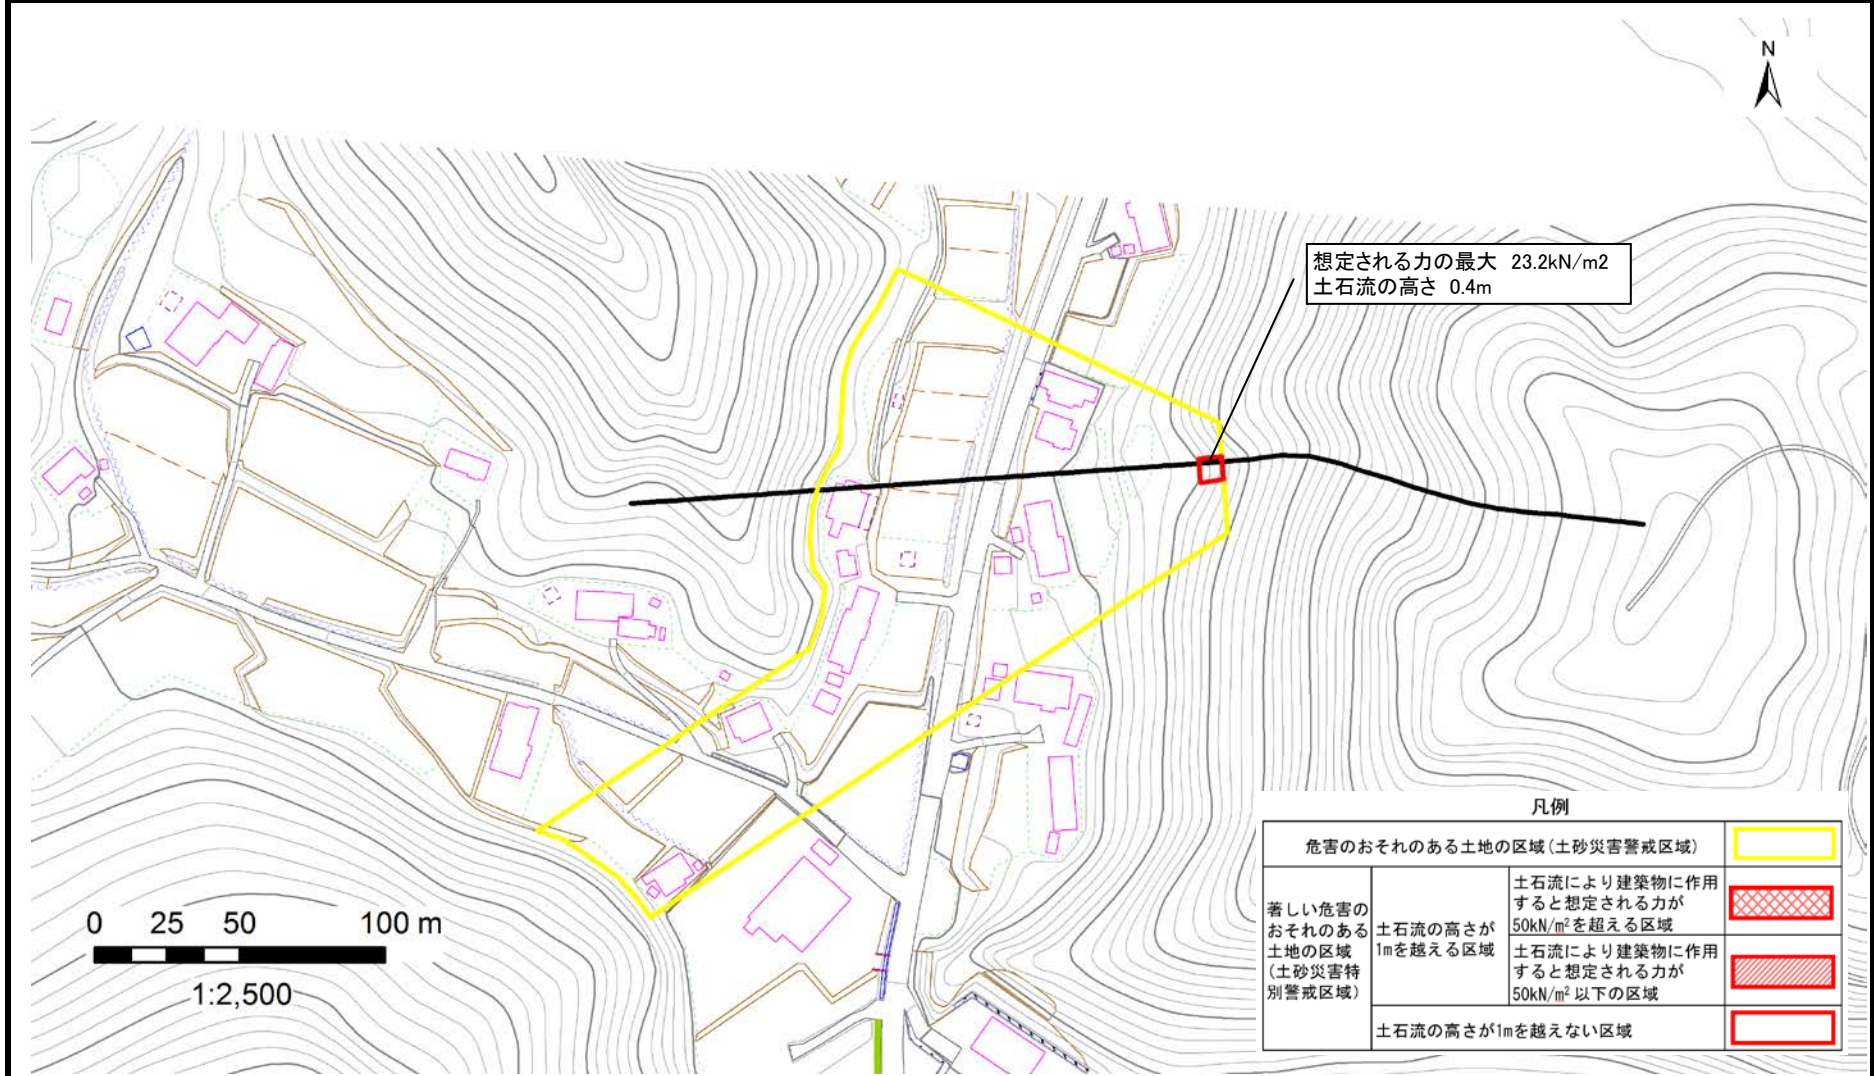 N
想定される力の最大 23.2kN/m2
土石流の高さ 0.4m
0 25 50 100 m
1:2,500
凡例
危害のおそれのある土地の区域(土砂災害警戒区域)
著しい危害の
おそれのある
土地の区域
(土砂災害特
別警戒区域)
土石流の高さが
1mを越える区域
土石流により建築物に作用
すると想定される力が
50kN/m²を超える区域
土石流により建築物に作用
すると想定される力が
50kN/m² 以下の区域
土石流の高さが1mを越えない区域